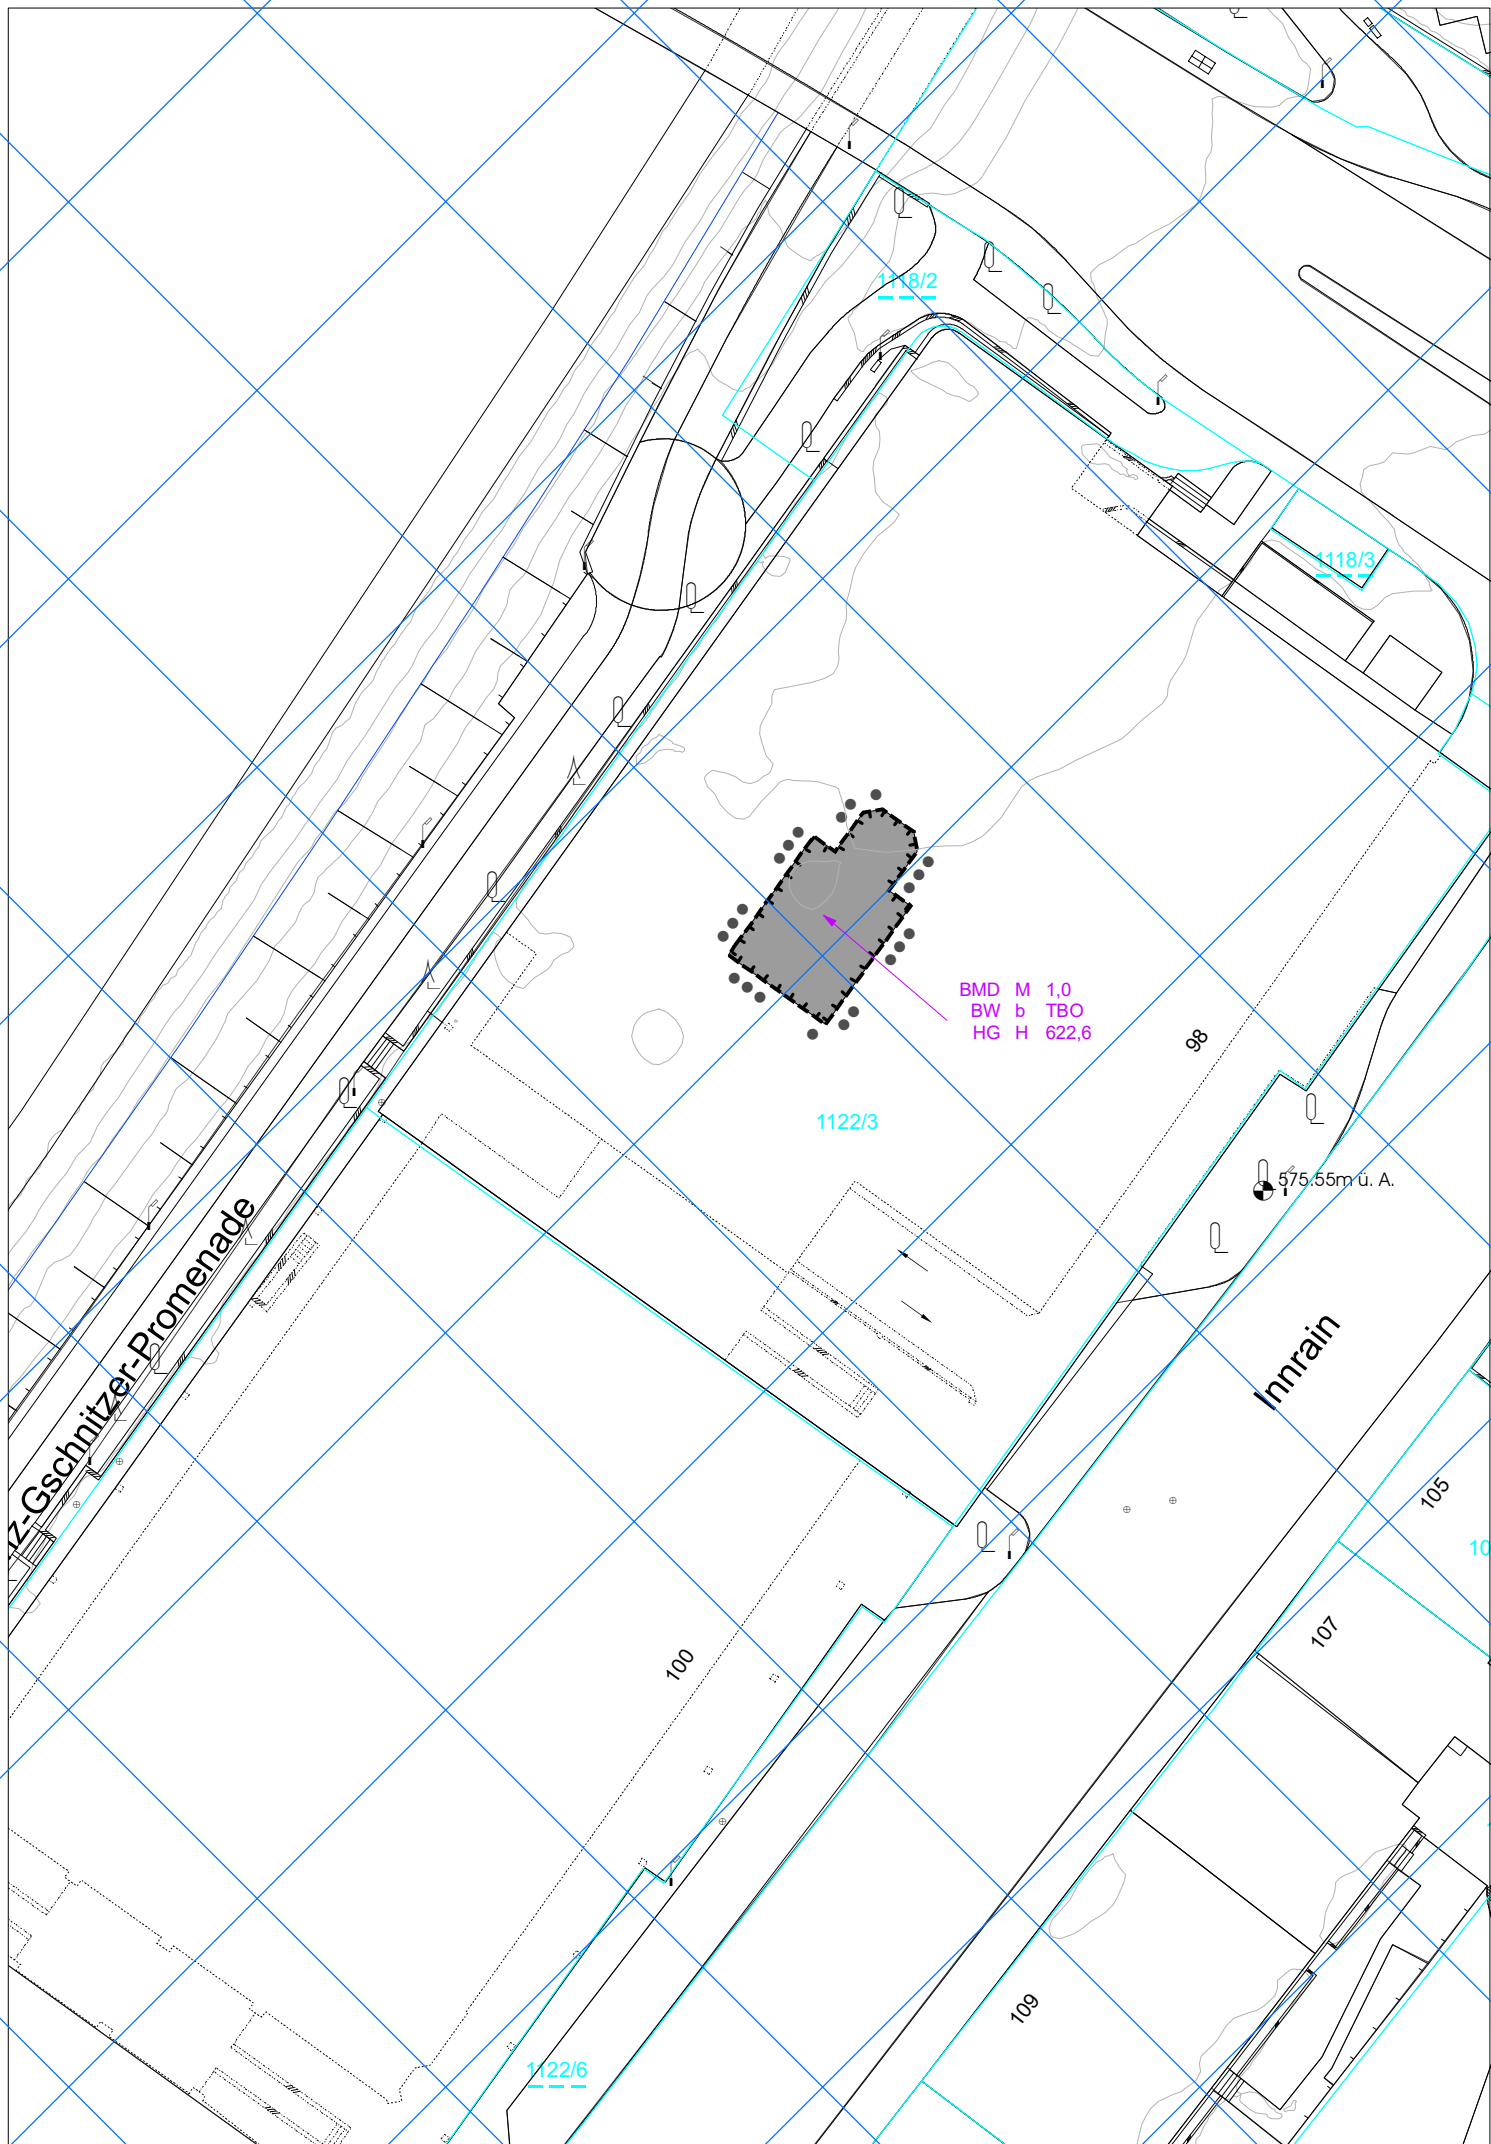 1118/2
1118/3
BMD M 1,0
BW b TBO
HG H 622,6
98
1122/3
575.55m ü. A.
nz-Gschnitzer-Promenade
Innrain
105
10
107
100
109
1122/6